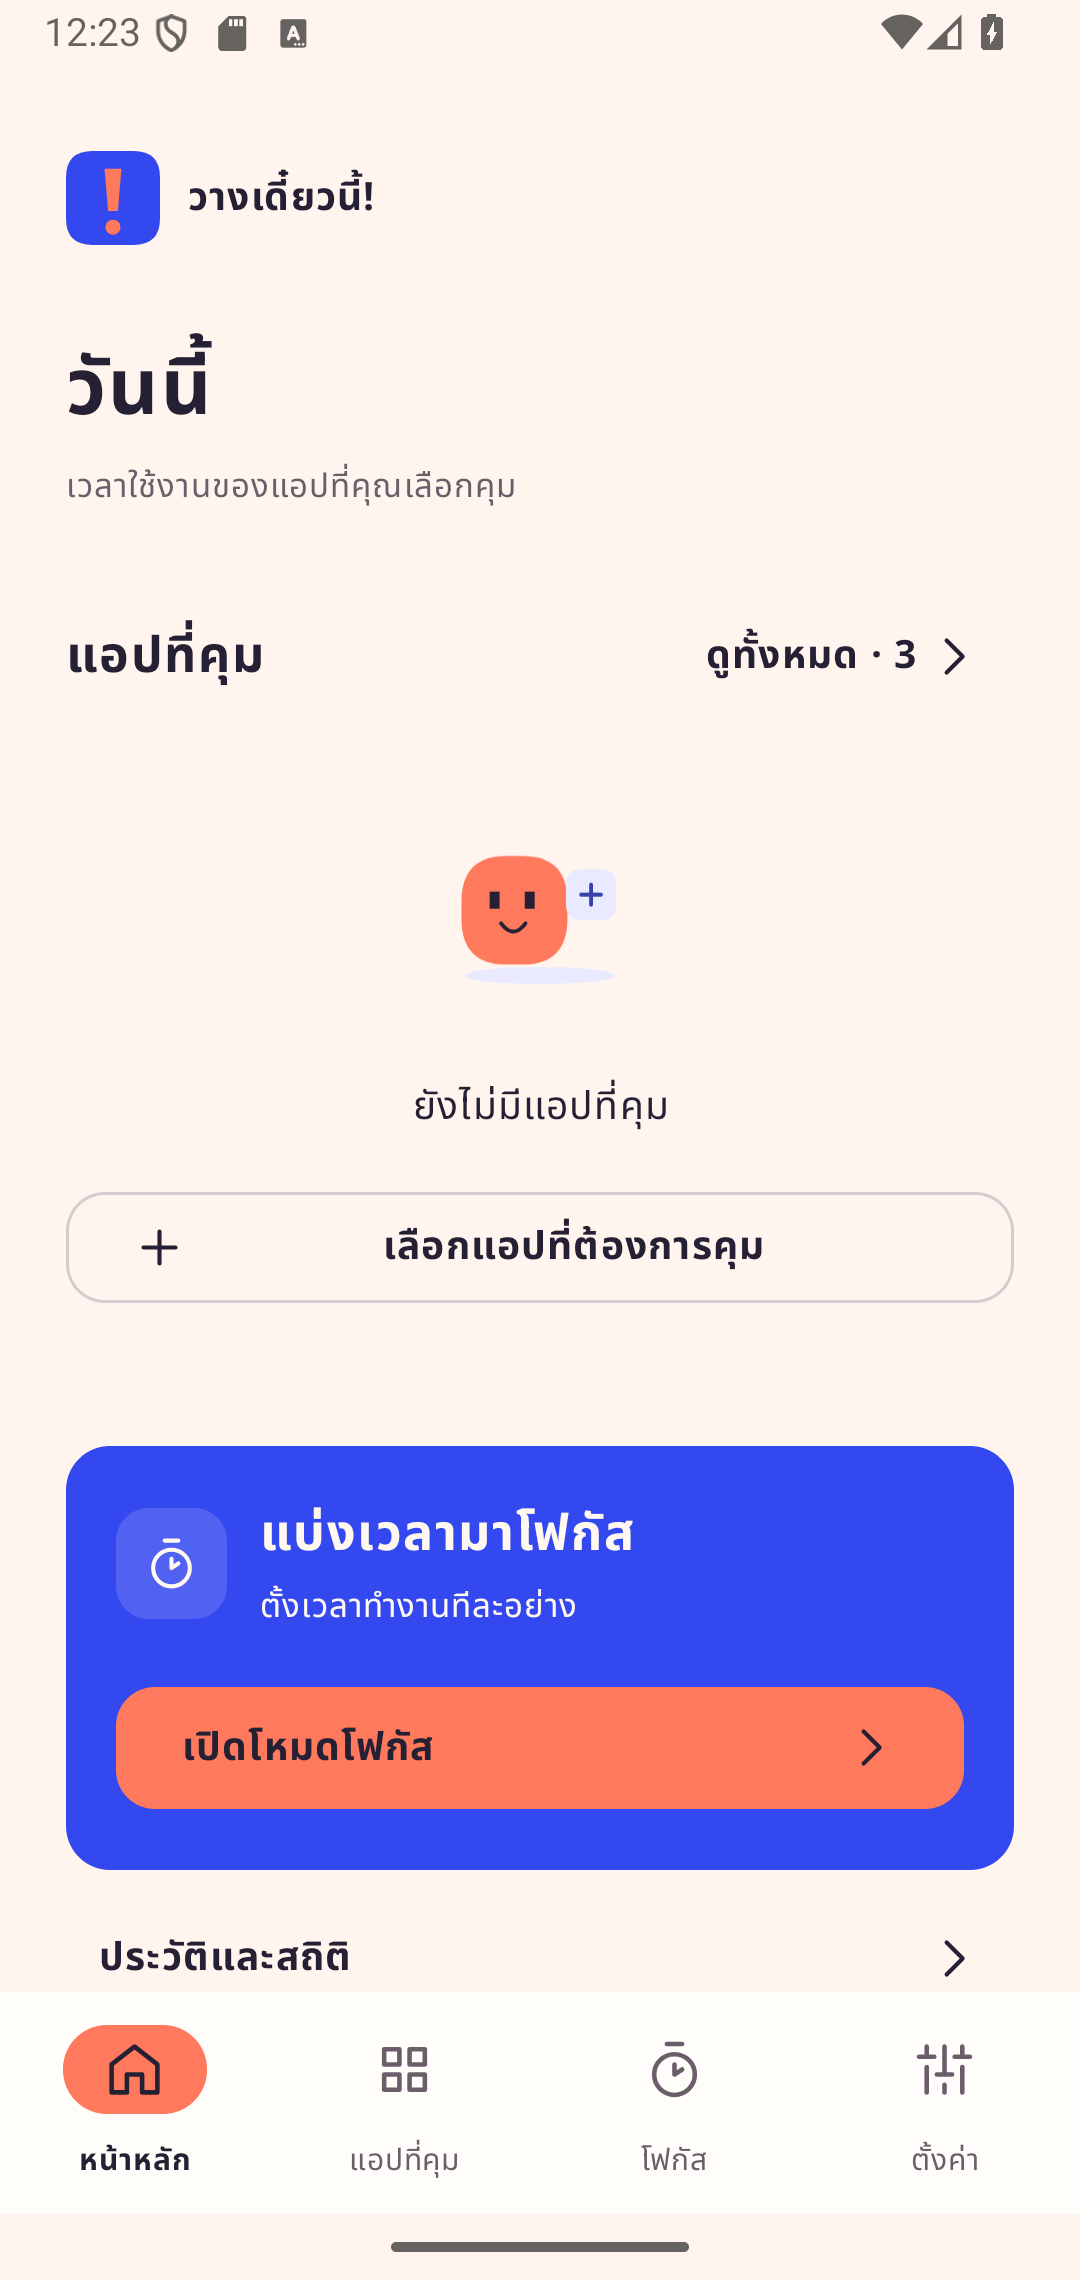 12:23
วางเดี๋ยวนี้!
วันนี้
เวลาใช้งานของแอปที่คุณเลือกคุม
แอปที่คุม
ดูทั้งหมด · 3
ยังไม่มีแอปที่คุม
เลือกแอปที่ต้องการคุม
แบ่งเวลามาโฟกัส
ตั้งเวลาทำงานทีละอย่าง
เปิดโหมดโฟกัส
ประวัติและสถิติ
หน้าหลัก
แอปที่คุม
โฟกัส
ตั้งค่า